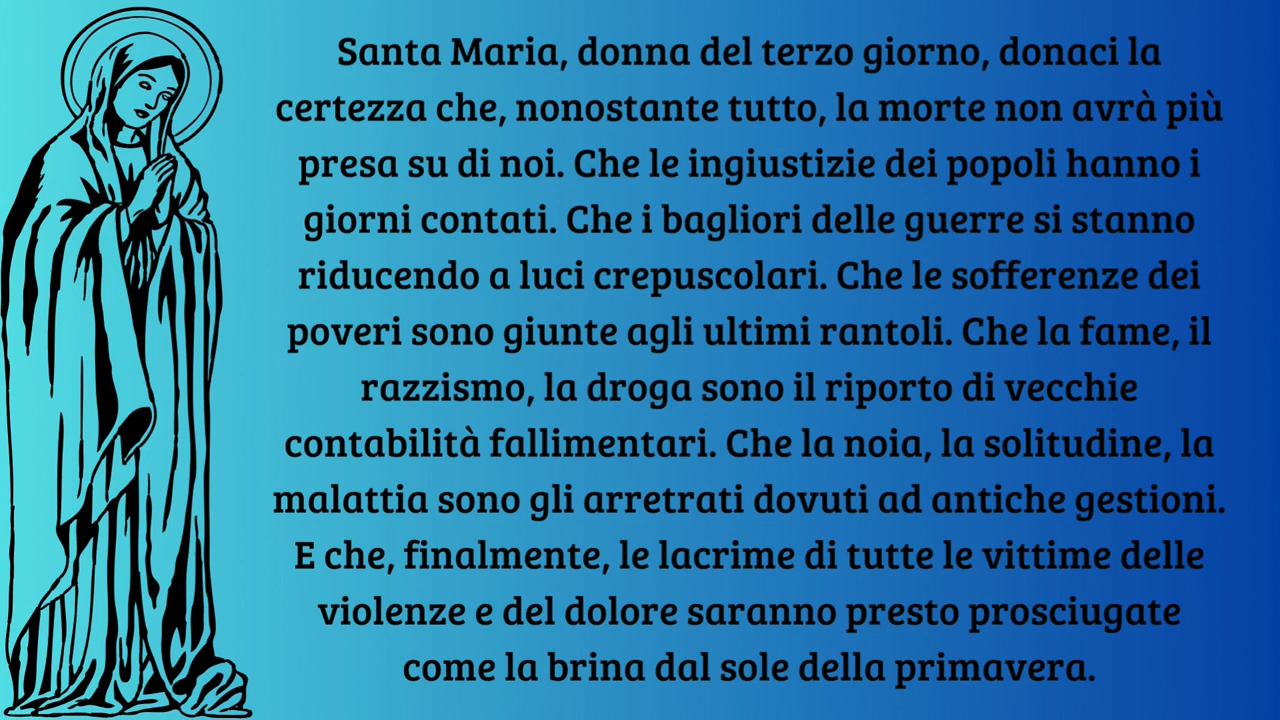 Santa Maria, donna del terzo giorno, donaci la
certezza che, nonostante tutto, la morte non avrà più
presa su di noi. Che le ingiustizie dei popoli hanno i
giorni contati. Che i bagliori delle guerre si stanno
riducendo a luci crepuscolari. Che le sofferenze dei
poveri sono giunte agli ultimi rantoli. Che la fame, il
razzismo, la droga sono il riporto di vecchie
contabilità fallimentari. Che la noia, la solitudine, la
malattia sono gli arretrati dovuti ad antiche gestioni.
E che, finalmente, le lacrime di tutte le vittime delle
violenze e del dolore saranno presto prosciugate
come la brina dal sole della primavera.